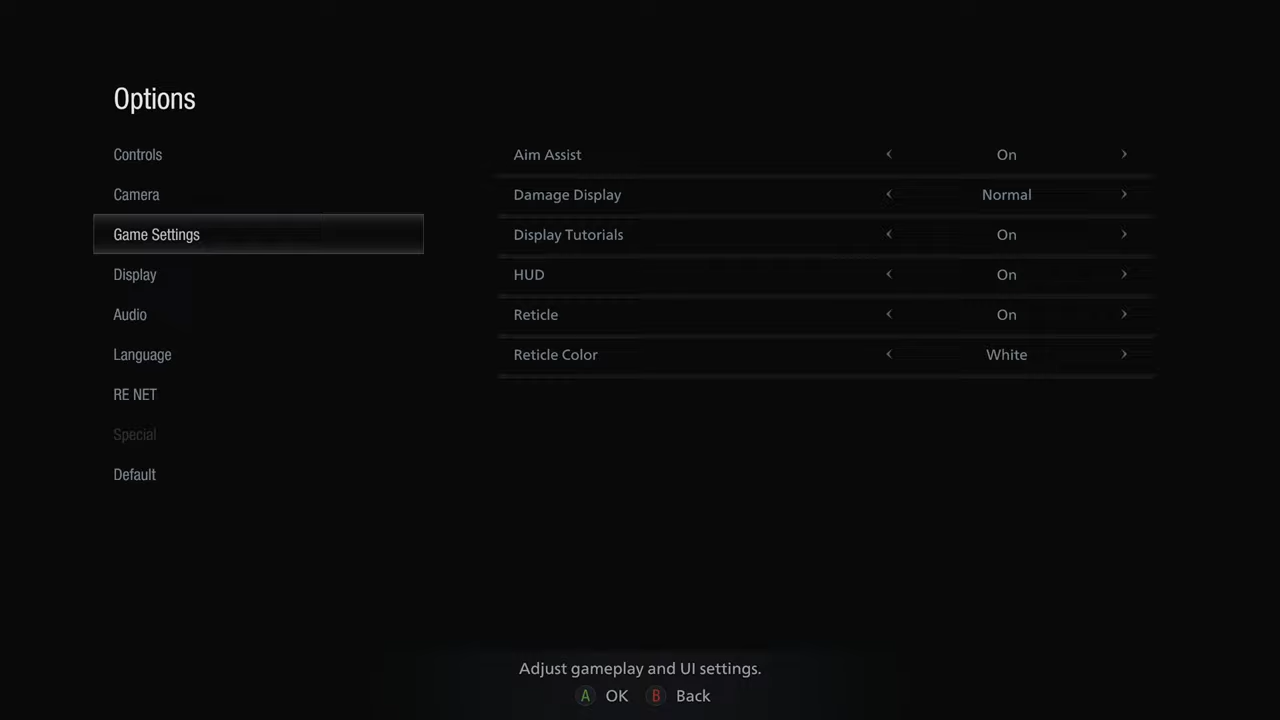 Options
Controls
Camera
Game Settings
Display
Audio
Language
RE NET
Special
Default
Aim Assist < On >
Damage Display < Normal >
Display Tutorials < On >
HUD < On >
Reticle < On >
Reticle Color < White >
Adjust gameplay and UI settings.
A OK B Back